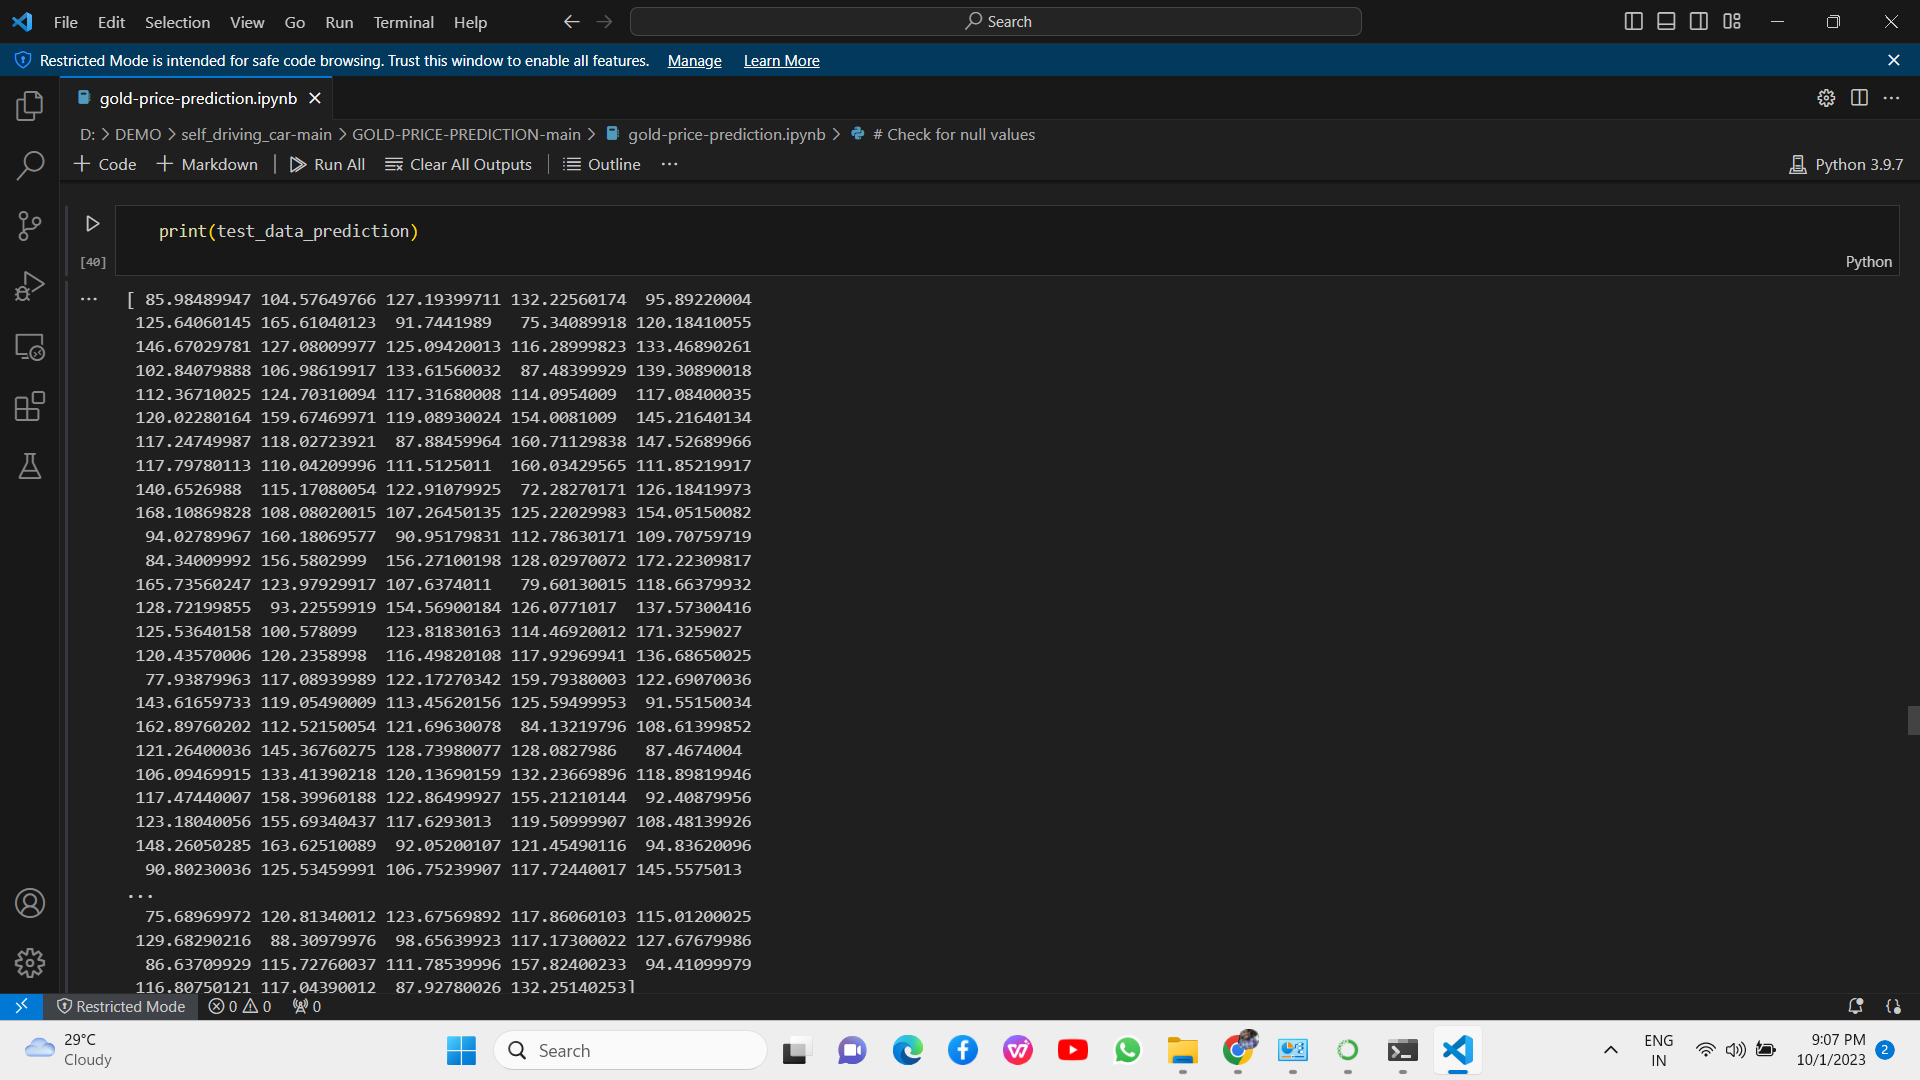 File Edit Selection View Go Run Terminal Help Search
Restricted Mode is intended for safe code browsing. Trust this window to enable all features. Manage Learn More
gold-price-prediction.ipynb
D: > DEMO > self_driving_car-main > GOLD-PRICE-PREDICTION-main > gold-price-prediction.ipynb > # Check for null values
+ Code + Markdown Run All Clear All Outputs Outline ... Python 3.9.7
print(test_data_prediction)
[40] Python
... [ 85.98489947 104.57649766 127.19399711 132.22560174 95.89220004
125.64060145 165.61040123 91.7441989 75.34089918 120.18410055
146.67029781 127.08009977 125.09420013 116.28999823 133.46890261
102.84079888 106.98619917 133.61560032 87.48399929 139.30890018
112.36710025 124.70310094 117.31680008 114.0954009 117.08400035
120.02280164 159.67469971 119.08930024 154.0081009 145.21640134
117.24749987 118.02723921 87.88459964 160.71129838 147.52689966
117.79780113 110.04209996 111.5125011 160.03429565 111.85219917
140.6526988 115.17080054 122.91079925 72.28270171 126.18419973
168.10869828 108.08020015 107.26450135 125.22029983 154.05150082
94.02789967 160.18069577 90.95179831 112.78630171 109.70759719
84.34009992 156.5802999 156.27100198 128.02970072 172.22309817
165.73560247 123.97929917 107.6374011 79.60130015 118.66379932
128.72199855 93.22559919 154.56900184 126.0771017 137.57300416
125.53640158 100.578099 123.81830163 114.46920012 171.3259027
120.43570006 120.2358998 116.49820108 117.92969941 136.68650025
77.93879963 117.08939989 122.17270342 159.79380003 122.69070036
143.61659733 119.05490009 113.45620156 125.59499953 91.55150034
162.89760202 112.52150054 121.69630078 84.13219796 108.61399852
121.26400036 145.36760275 128.73980077 128.0827986 87.4674004
106.09469915 133.41390218 120.13690159 132.23669896 118.89819946
117.47440007 158.39960188 122.86499927 155.21210144 92.40879956
123.18040056 155.69340437 117.6293013 119.50999907 108.48139926
148.26050285 163.62510089 92.05200107 121.45490116 94.83620096
90.80230036 125.53459991 106.75239907 117.72440017 145.5575013
...
75.68969972 120.81340012 123.67569892 117.86060103 115.01200025
129.68290216 88.30979976 98.65639923 117.17300022 127.67679986
86.63709929 115.72760037 111.78539996 157.82400233 94.41099979
116.80750121 117.04390012 87.92780026 132.25140253]
Restricted Mode 0 0 0
29°C
Cloudy
Search
ENG
IN
9:07 PM
10/1/2023
2